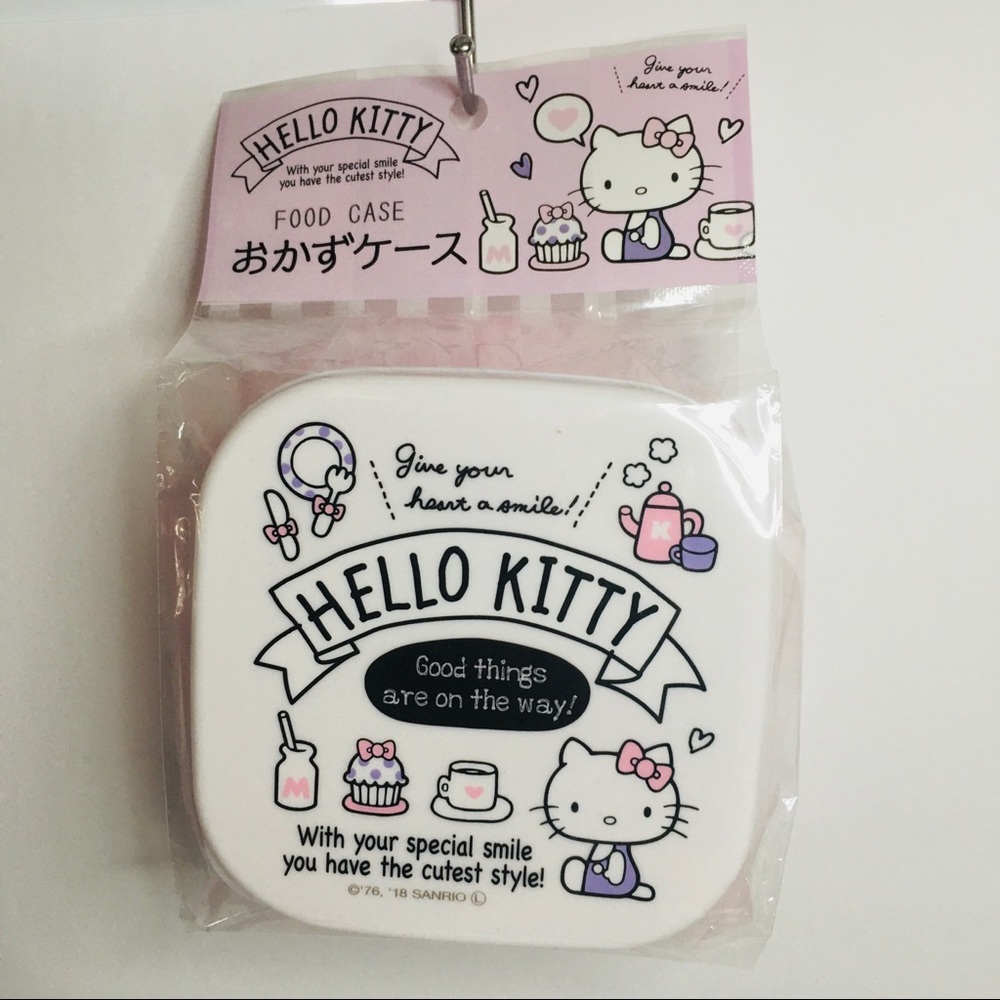 Give your
heart a smile!
HELLO KITTY
With your special smile
you have the cutest style!
FOOD CASE
おかずケース
M
Give your
heart a smile!
K
HELLO KITTY
Good things
are on the way!
M
With your special smile
you have the cutest style!
©'76, '18 SANRIO Ⓛ